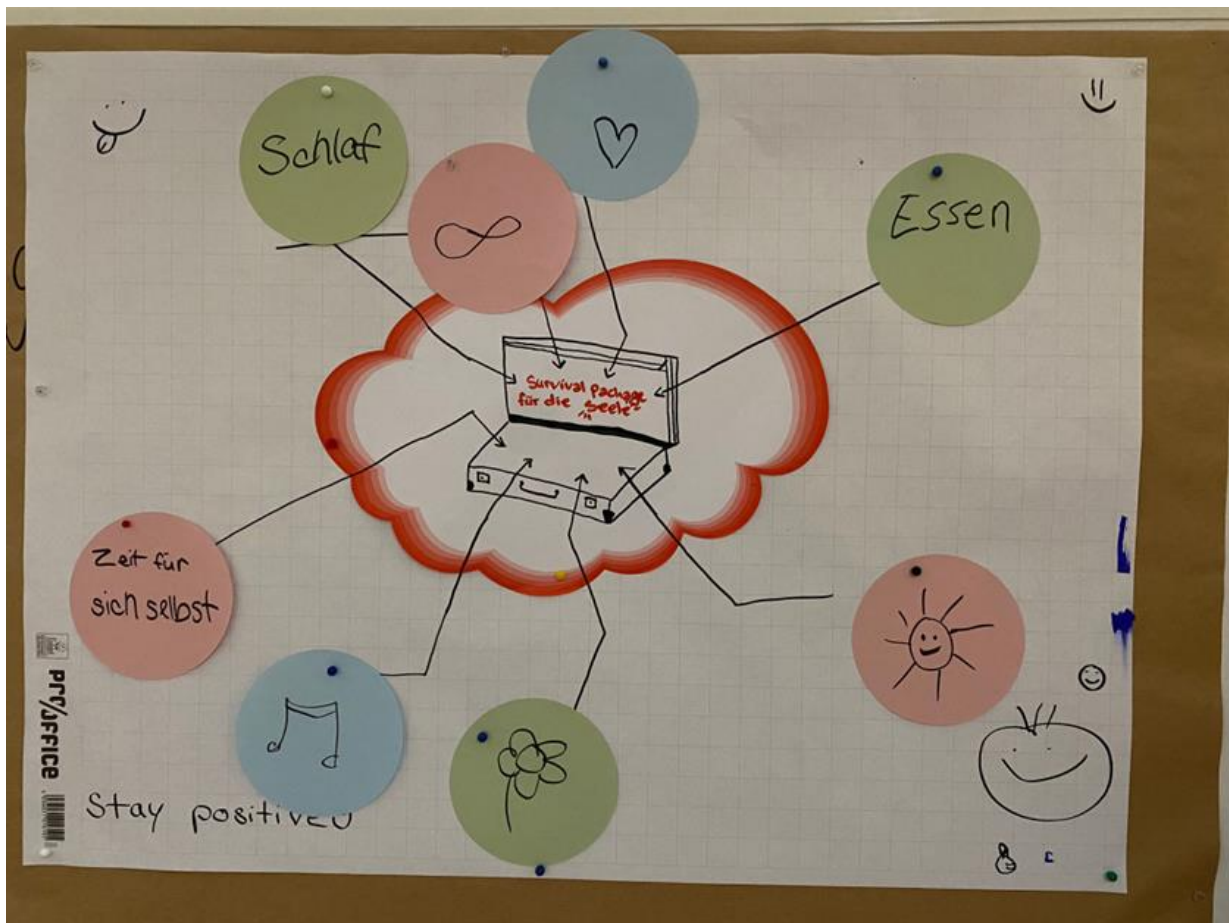 Schlaf
Essen
Survival Package
für die "Seele"
Zeit für
sich selbst
PRO/OFFICE
Stay positive